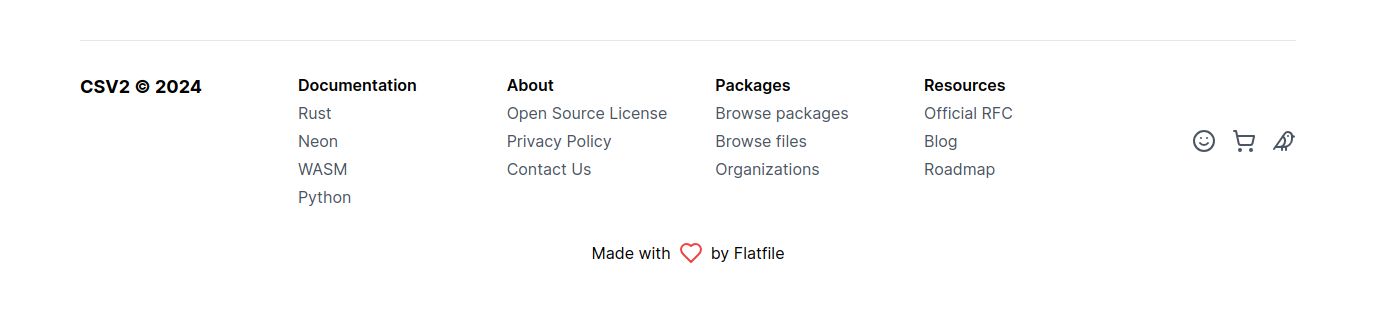 CSV2 © 2024
Documentation
Rust
Neon
WASM
Python
About
Open Source License
Privacy Policy
Contact Us
Packages
Browse packages
Browse files
Organizations
Resources
Official RFC
Blog
Roadmap
Made with by Flatfile